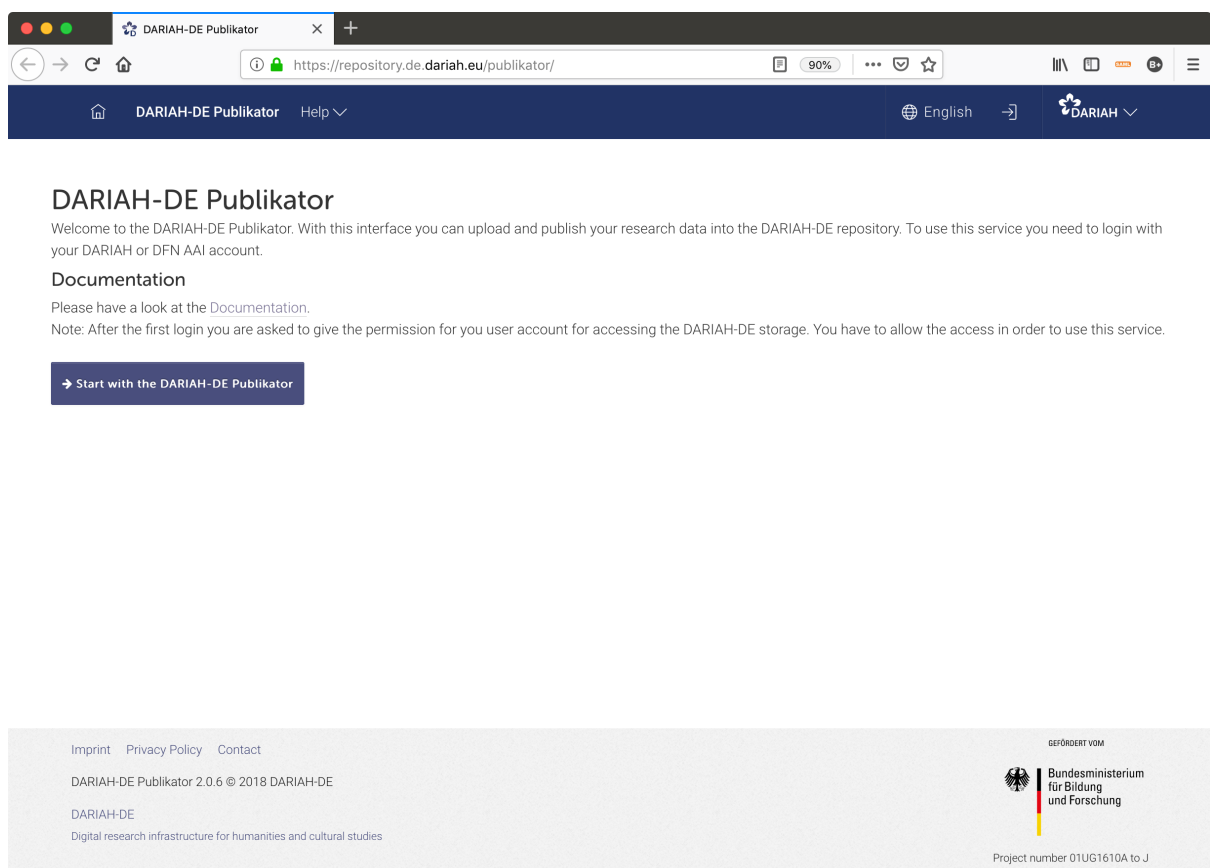 DARIAH-DE Publikator
https://repository.de.dariah.eu/publikator/
90%
DARIAH-DE Publikator Help
English
DARIAH
DARIAH-DE Publikator
Welcome to the DARIAH-DE Publikator. With this interface you can upload and publish your research data into the DARIAH-DE repository. To use this service you need to login with
your DARIAH or DFN AAI account.
Documentation
Please have a look at the Documentation.
Note: After the first login you are asked to give the permission for you user account for accessing the DARIAH-DE storage. You have to allow the access in order to use this service.
Start with the DARIAH-DE Publikator
Imprint Privacy Policy Contact
DARIAH-DE Publikator 2.0.6 © 2018 DARIAH-DE
DARIAH-DE
Digital research infrastructure for humanities and cultural studies
GEFÖRDERT VOM
Bundesministerium
für Bildung
und Forschung
Project number 01UG1610A to J